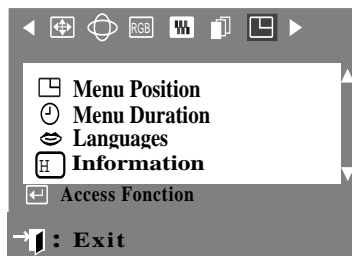 RGB
Menu Position
Menu Duration
Languages
H Information
Access Fonction
: Exit